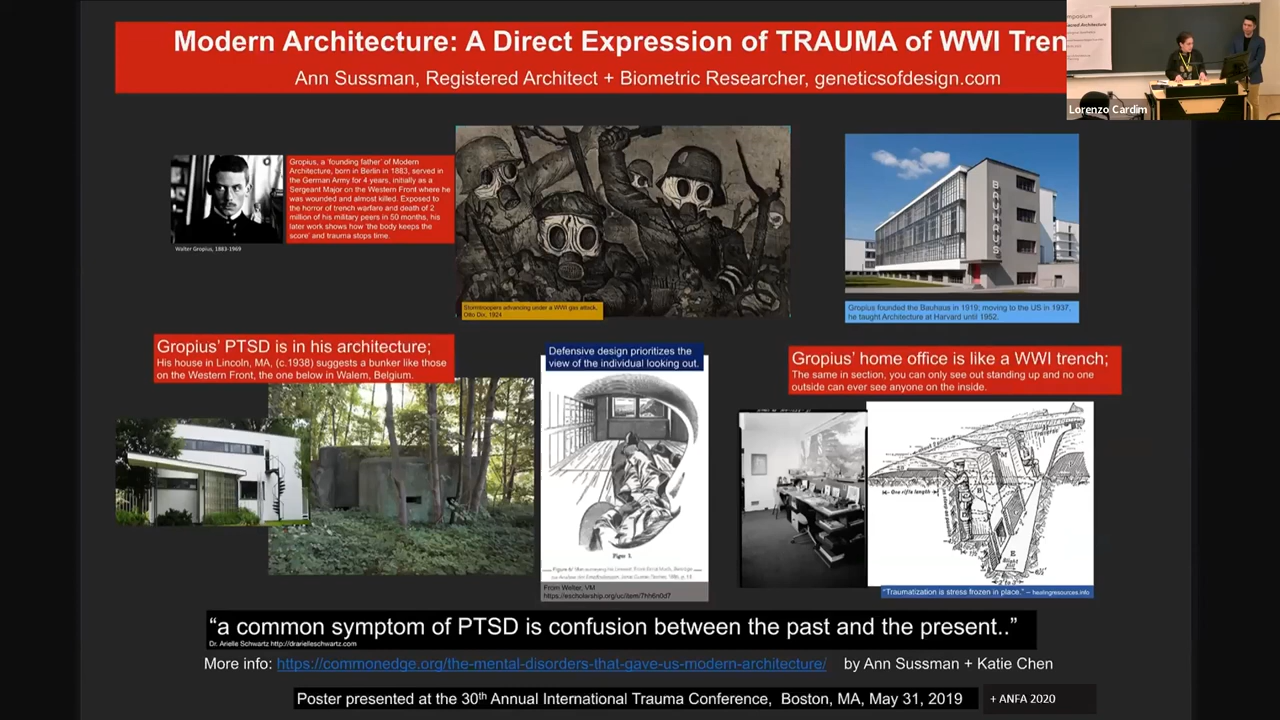 Modern Architecture: A Direct Expression of TRAUMA of WWI Tren
Ann Sussman, Registered Architect + Biometric Researcher, geneticsofdesign.com
Symposium
Sacred Architecture
Lorenzo Cardim
Gropius, a 'founding father' of Modern
Architecture, born in Berlin in 1883, served in
the German Army for 4 years, initially as a
Sergeant Major on the Western Front where he
was wounded and almost killed. Exposed to
the horror of trench warfare and death of 2
million of his military peers in 50 months, his
later work shows how 'the body keeps the
score' and trauma stops time.
Walter Gropius, 1883-1969
Stormtroopers advancing under a WWI gas attack,
Otto Dix, 1924
BAUHAUS
Gropius founded the Bauhaus in 1919; moving to the US in 1937,
he taught Architecture at Harvard until 1952.
Gropius' PTSD is in his architecture;
His house in Lincoln, MA, (c.1938) suggests a bunker like those
on the Western Front, the one below in Walem, Belgium.
Defensive design prioritizes the
view of the individual looking out.
Figur 1.
From Welter, VM
https://escholarship.org/uc/item/7hh6n0d7
Gropius' home office is like a WWI trench;
The same in section, you can only see out standing up and no one
outside can ever see anyone on the inside.
Traverse
M
One rifle length
E
"Traumatization is stress frozen in place." – healingresources.info
"a common symptom of PTSD is confusion between the past and the present.."
Dr. Arielle Schwartz http://drarielleschwartz.com
More info: https://commonedge.org/the-mental-disorders-that-gave-us-modern-architecture/ by Ann Sussman + Katie Chen
Poster presented at the 30th Annual International Trauma Conference, Boston, MA, May 31, 2019
+ ANFA 2020